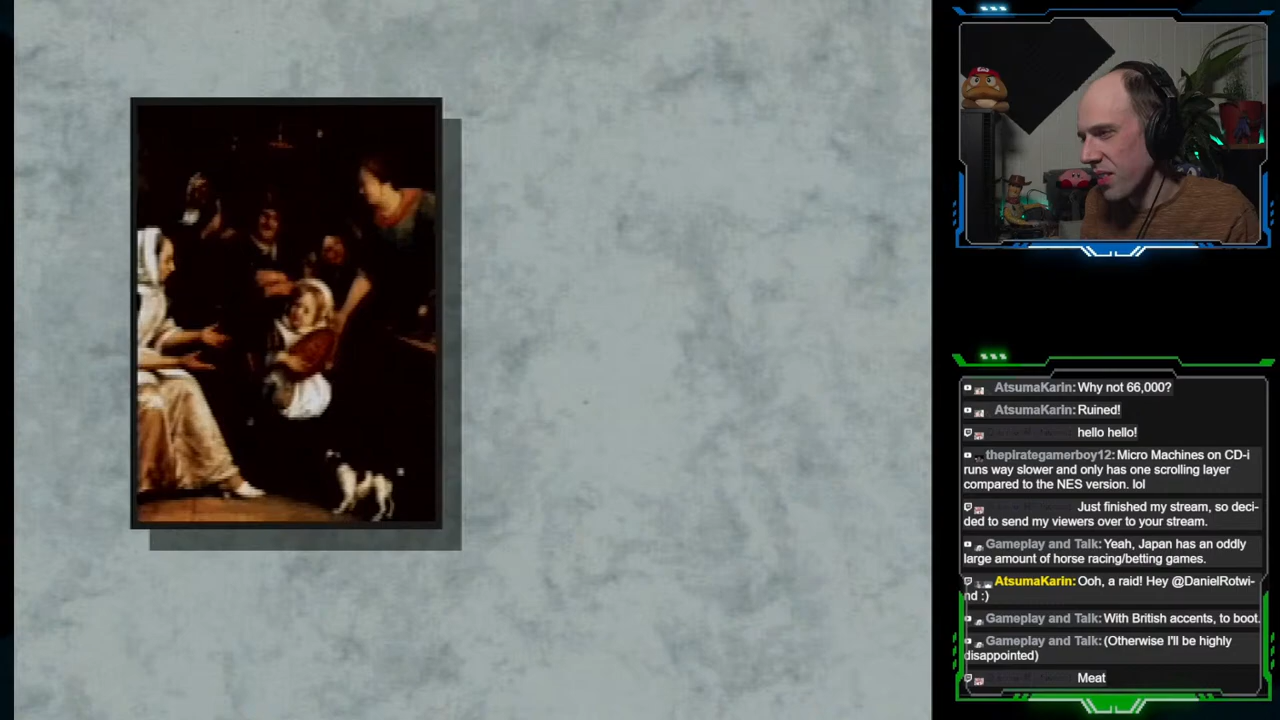 AtsumaKarin: Why not 66,000?
AtsumaKarin: Ruined!
hello hello!
thepirategamerboy12: Micro Machines on CD-i
runs way slower and only has one scrolling layer
compared to the NES version. lol
Just finished my stream, so deci-
ded to send my viewers over to your stream.
Gameplay and Talk: Yeah, Japan has an oddly
large amount of horse racing/betting games.
AtsumaKarin: Ooh, a raid! Hey @DanielRotwi-
nd :)
Gameplay and Talk: With British accents, to boot.
Gameplay and Talk: (Otherwise I'll be highly
disappointed)
Meat